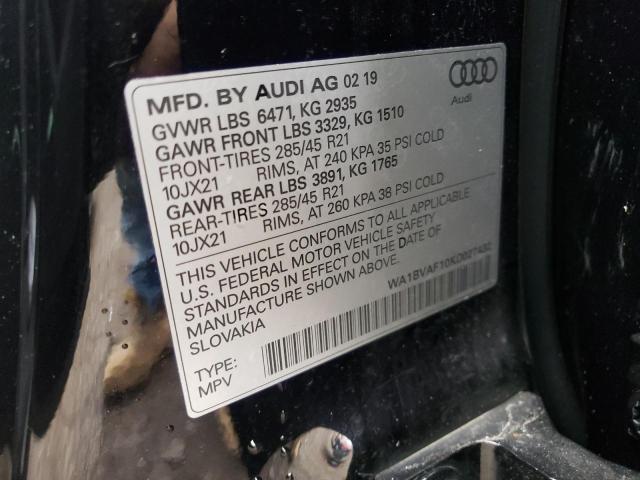 MFD. BY AUDI AG 02 19
GVWR LBS 6471, KG 2935
GAWR FRONT LBS 3329, KG 1510
FRONT-TIRES 285/45 R21
10JX21 RIMS, AT 240 KPA 35 PSI COLD
GAWR REAR LBS 3891, KG 1765
REAR-TIRES 285/45 R21
10JX21 RIMS, AT 260 KPA 38 PSI COLD
THIS VEHICLE CONFORMS TO ALL APPLICABLE
U.S. FEDERAL MOTOR VEHICLE SAFETY
STANDARDS IN EFFECT ON THE DATE OF
MANUFACTURE SHOWN ABOVE.
SLOVAKIA
WA1BVAF10KD027432
TYPE:
MPV
Audi